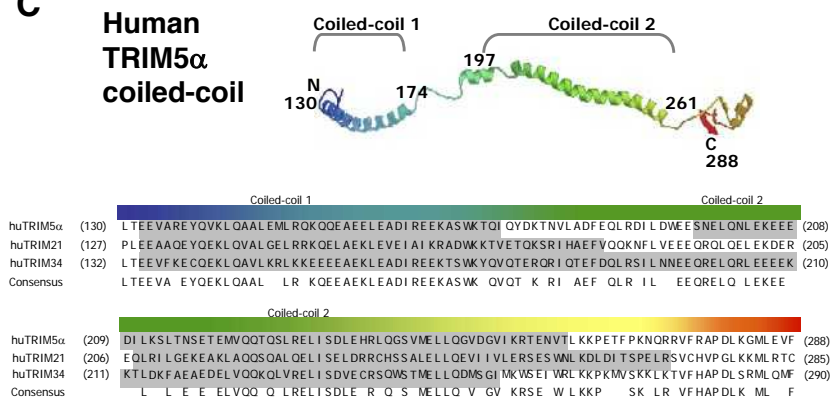 C
Human
TRIM5α
coiled-coil
Coiled-coil 1
Coiled-coil 2
N
130
174
197
261
C
288
Coiled-coil 1 Coiled-coil 2
huTRIM5α (130) LTEEVAREYQVKLQAALEMLRQKQQEAEELEADIREEKASWKTQIQYDKTNVLADFEQLRDILDWEESNELQNLEKEEE (208)
huTRIM21 (127) PLEEAAQEYQEKLQVALGELRRKQELAEKLEVEIAIKRADWKKTVETQKSRIHAEFVQQKNFLVEEEQRQLQELEKDER (205)
huTRIM34 (132) LTEEVFKECQEKLQAVLKRLKKEEEEAEKLEADIREEKTSWKYQVQTERQRIQTEFDQLRSILNNEEQRELQRLEEEEK (210)
Consensus LTEEVA EYQEKLQAAL LR KQEEAEKLEADIREEKASWK QVQT K RI AEF QLR IL EEQRELQ LEKEE
Coiled-coil 2
huTRIM5α (209) DILKSLTNSETEMVQQTQSLRELISDLEHRLQGSVMELLQGVDGVIKRTENVTLKKPETFPKNQRRVFRAPDLKGMLEVF (288)
huTRIM21 (206) EQLRILGEKEAKLAQQSQALQELISELDRRCHSSALELLQEVIIVLERSESWNLKDLDITSPELRSVCHVPGLKKMLRTC (285)
huTRIM34 (211) KTLDKFAEAEDELVQQKQLVRELISDVECRSQWSTMELLQDMSGIMKWSEIWRLKKPKMVSKKLKTVFHAPDLSRMLQMF (290)
Consensus L L E E ELVQQ Q LRELISDLE R Q S MELLQ V GV KRSE W LKKP SK LR VFHAPDLK ML F